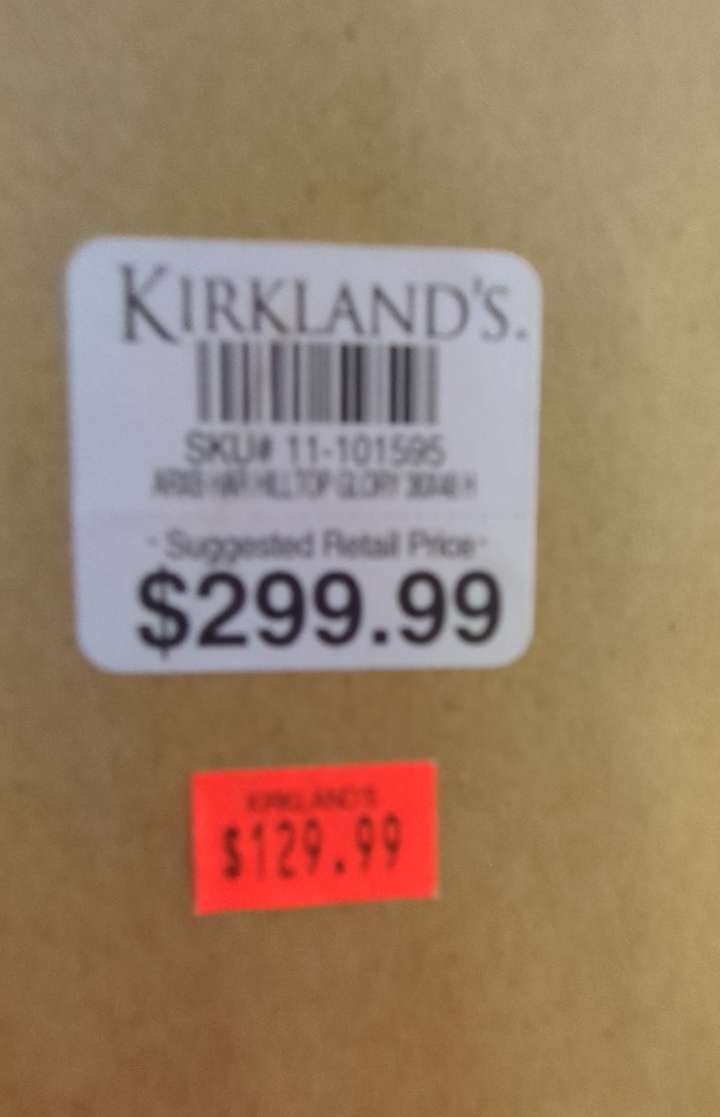 KIRKLAND'S.
SKU# 11-101595
HILLTOP GLORY
- Suggested Retail Price -
$299.99
KIRKLAND'S
$129.99